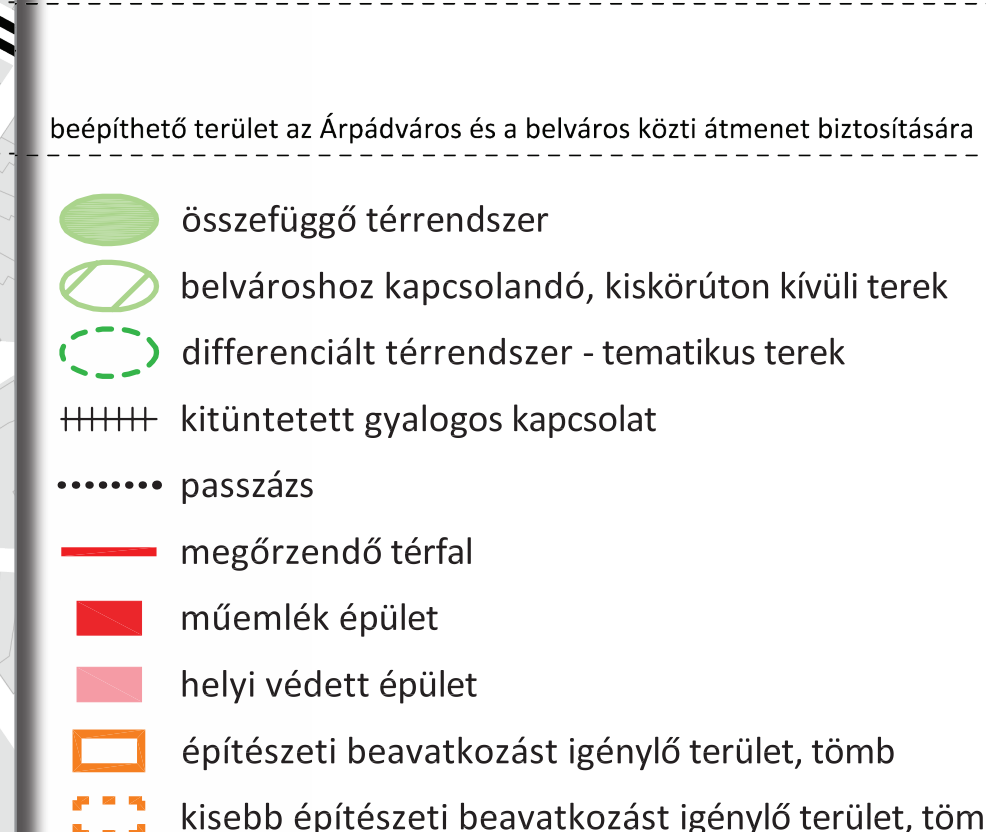 beépíthető terület az Árpádváros és a belváros közti átmenet biztosítására
összefüggő térrendszer
belvároshoz kapcsolandó, kiskörúton kívüli terek
differenciált térrendszer - tematikus terek
kitüntetett gyalogos kapcsolat
passzázs
megőrzendő térfal
műemlék épület
helyi védett épület
építészeti beavatkozást igénylő terület, tömb
kisebb építészeti beavatkozást igénylő terület, töm